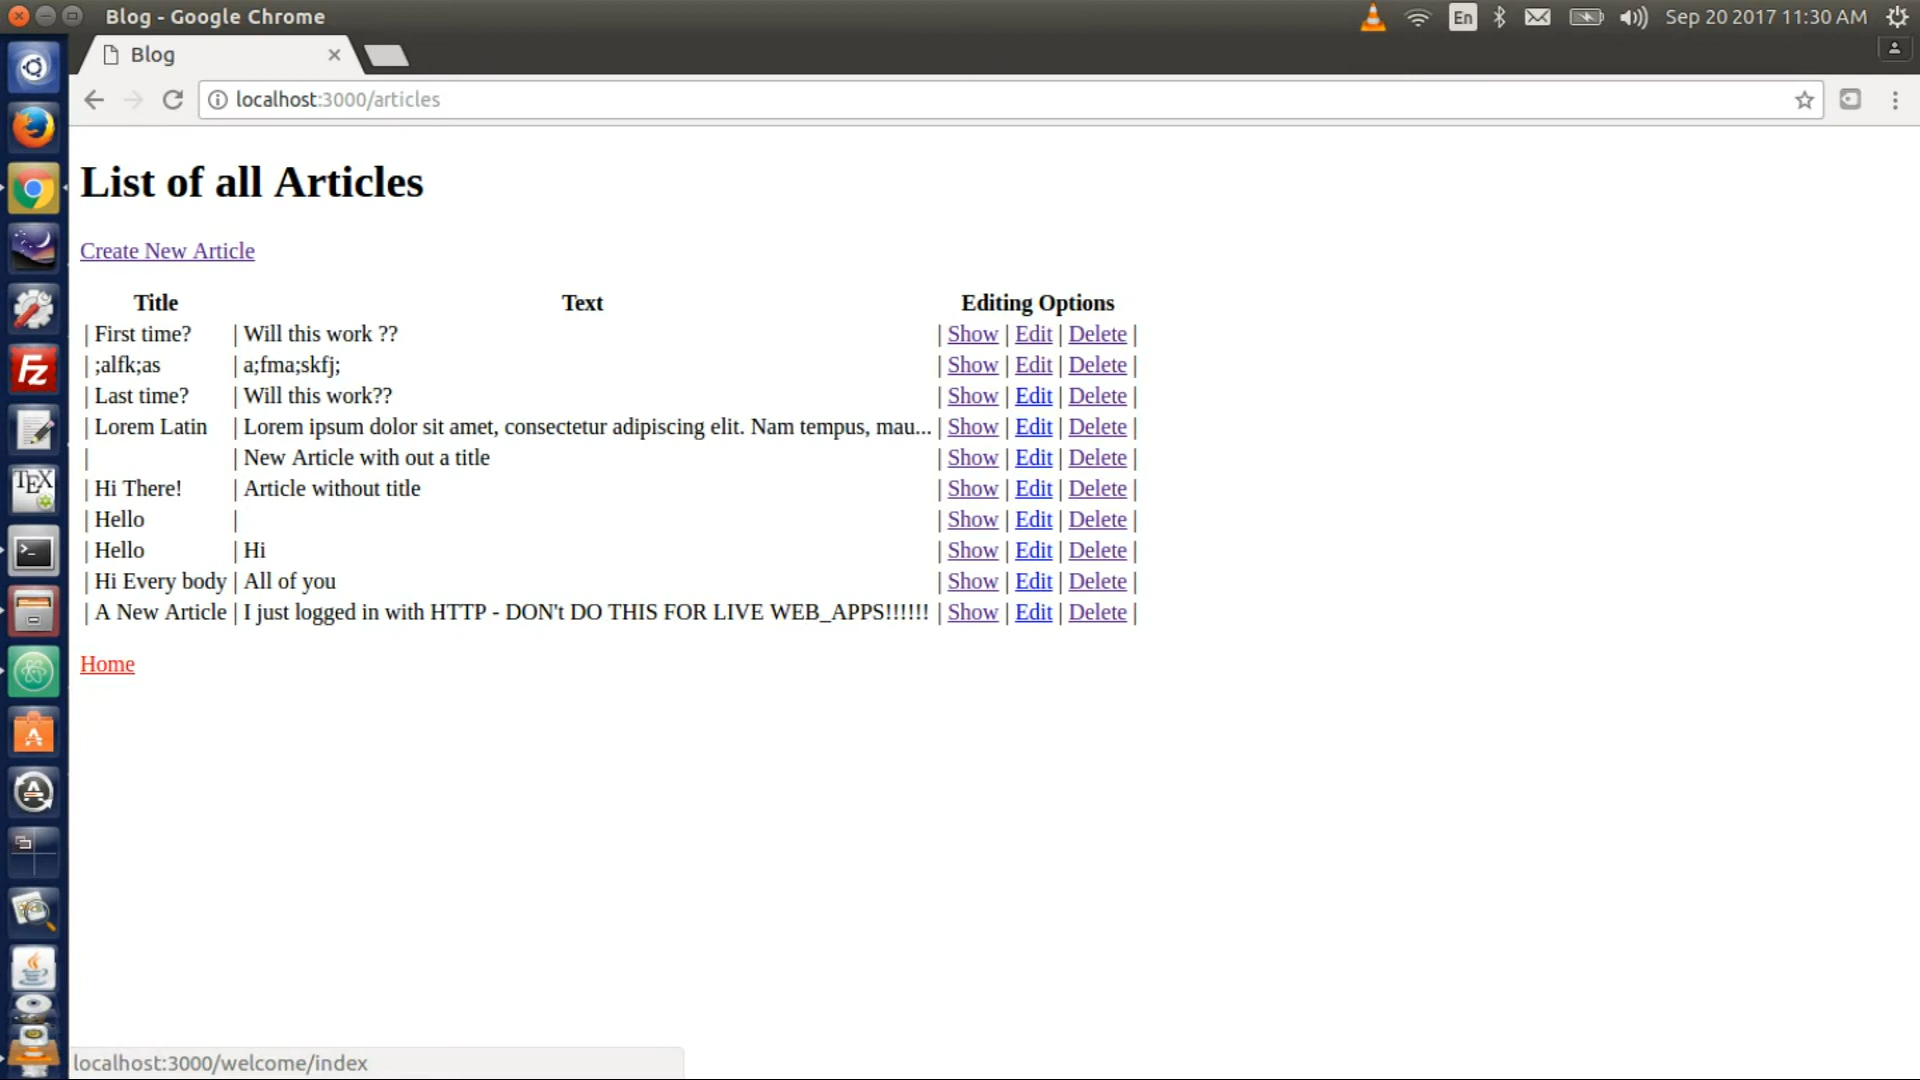 Blog - Google Chrome
En
Sep 20 2017 11:30 AM
Blog
localhost:3000/articles
List of all Articles
Create New Article
Title Text Editing Options
| First time? | Will this work ?? | Show | Edit | Delete |
| ;alfk;as | a;fma;skfj; | Show | Edit | Delete |
| Last time? | Will this work?? | Show | Edit | Delete |
| Lorem Latin | Lorem ipsum dolor sit amet, consectetur adipiscing elit. Nam tempus, mau... | Show | Edit | Delete |
| | New Article with out a title | Show | Edit | Delete |
| Hi There! | Article without title | Show | Edit | Delete |
| Hello | | Show | Edit | Delete |
| Hello | Hi | Show | Edit | Delete |
| Hi Every body | All of you | Show | Edit | Delete |
| A New Article | I just logged in with HTTP - DON't DO THIS FOR LIVE WEB_APPS!!!!!! | Show | Edit | Delete |
Home
Fz
TEX
localhost:3000/welcome/index